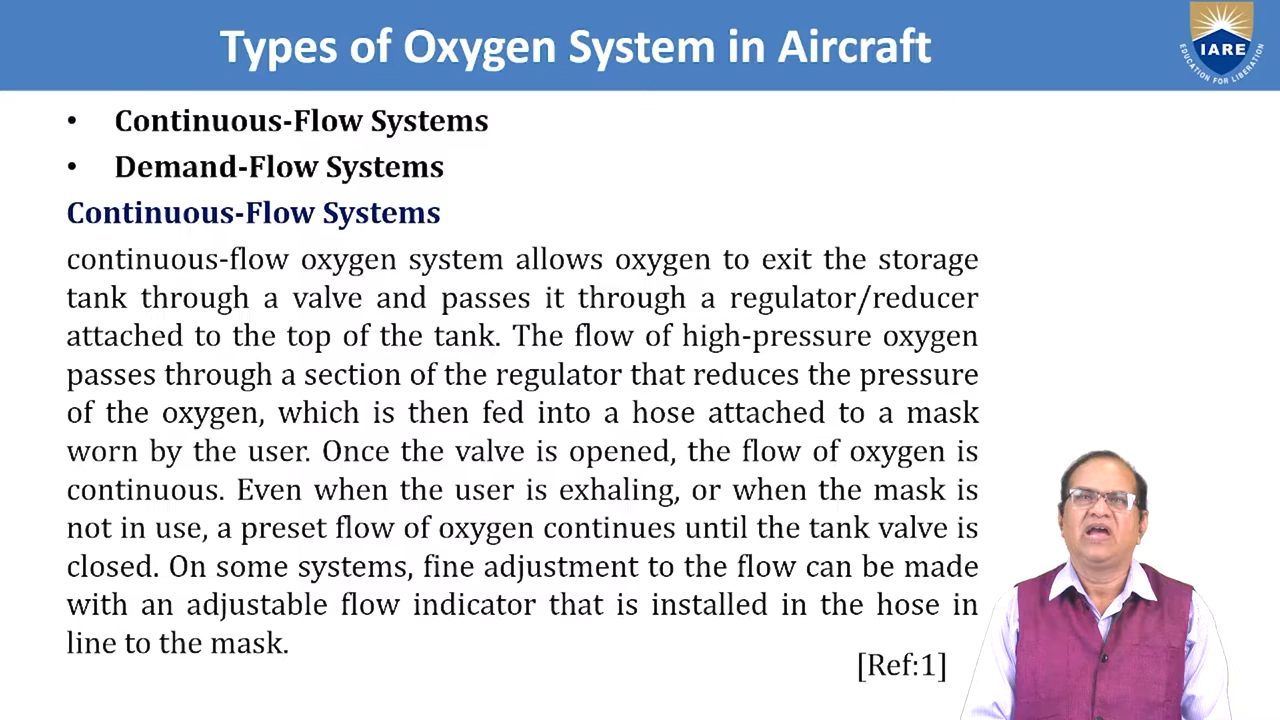 Types of Oxygen System in Aircraft
IARE
EDUCATION FOR LIBERATION
• Continuous-Flow Systems
• Demand-Flow Systems
Continuous-Flow Systems
continuous-flow oxygen system allows oxygen to exit the storage
tank through a valve and passes it through a regulator/reducer
attached to the top of the tank. The flow of high-pressure oxygen
passes through a section of the regulator that reduces the pressure
of the oxygen, which is then fed into a hose attached to a mask
worn by the user. Once the valve is opened, the flow of oxygen is
continuous. Even when the user is exhaling, or when the mask is
not in use, a preset flow of oxygen continues until the tank valve is
closed. On some systems, fine adjustment to the flow can be made
with an adjustable flow indicator that is installed in the hose in
line to the mask.
[Ref:1]